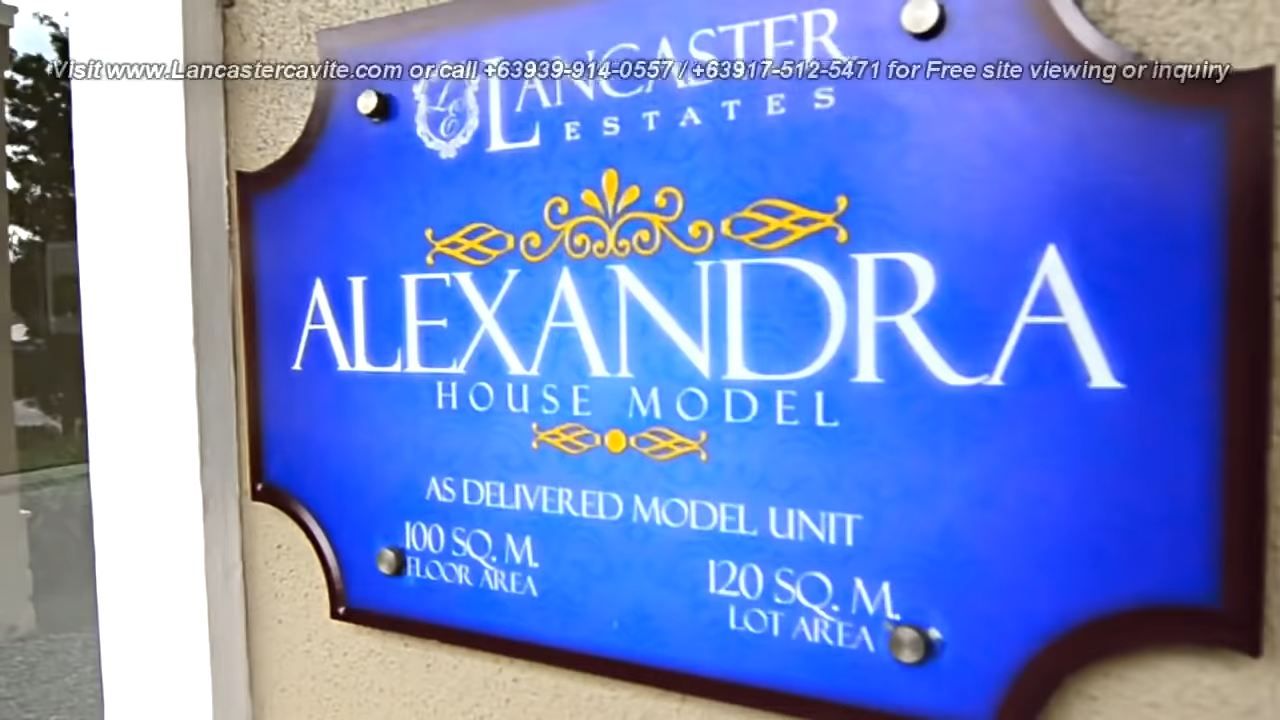 Visit www.Lancastercavite.com or call +63939-914-0557 / +63917-512-5471 for Free site viewing or inquiry
LE LANCASTER
ESTATES
ALEXANDRA
HOUSE MODEL
AS DELIVERED MODEL UNIT
100 SQ. M.
FLOOR AREA
120 SQ. M.
LOT AREA